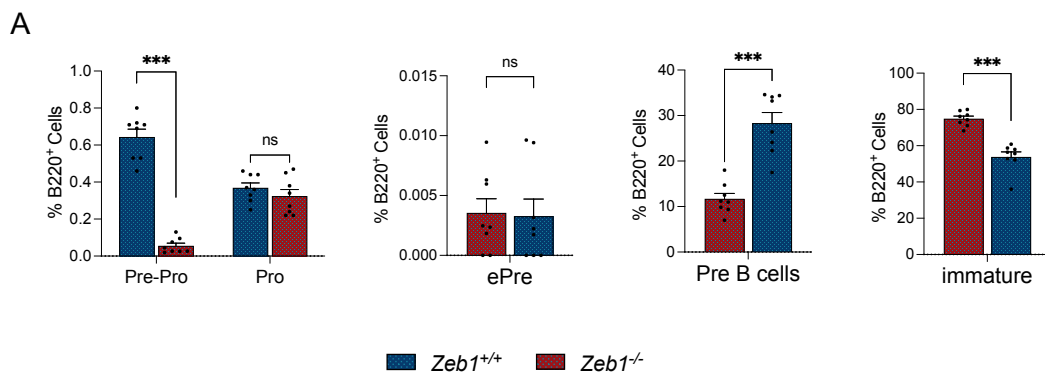 A
*** ns
% B220+ Cells
1.0
0.8
0.6
0.4
0.2
0.0
Pre-Pro Pro
ns
% B220+ Cells
0.015
0.010
0.005
0.000
ePre
***
% B220+ Cells
40
30
20
10
0
Pre B cells
***
% B220+ Cells
100
80
60
40
20
0
immature
Zeb1+/+ Zeb1-/-